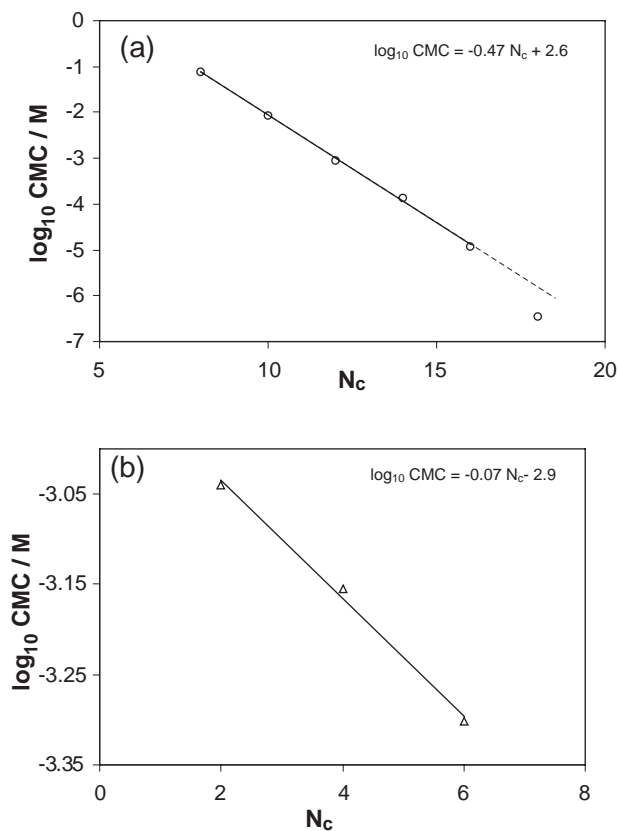 (a)
log₁₀ CMC = -0.47 Nc + 2.6
log₁₀ CMC / M
0
-1
-2
-3
-4
-5
-6
-7
5
10
15
20
Nc
(b)
log₁₀ CMC = -0.07 Nc- 2.9
log₁₀ CMC / M
-3.05
-3.15
-3.25
-3.35
0
2
4
6
8
Nc